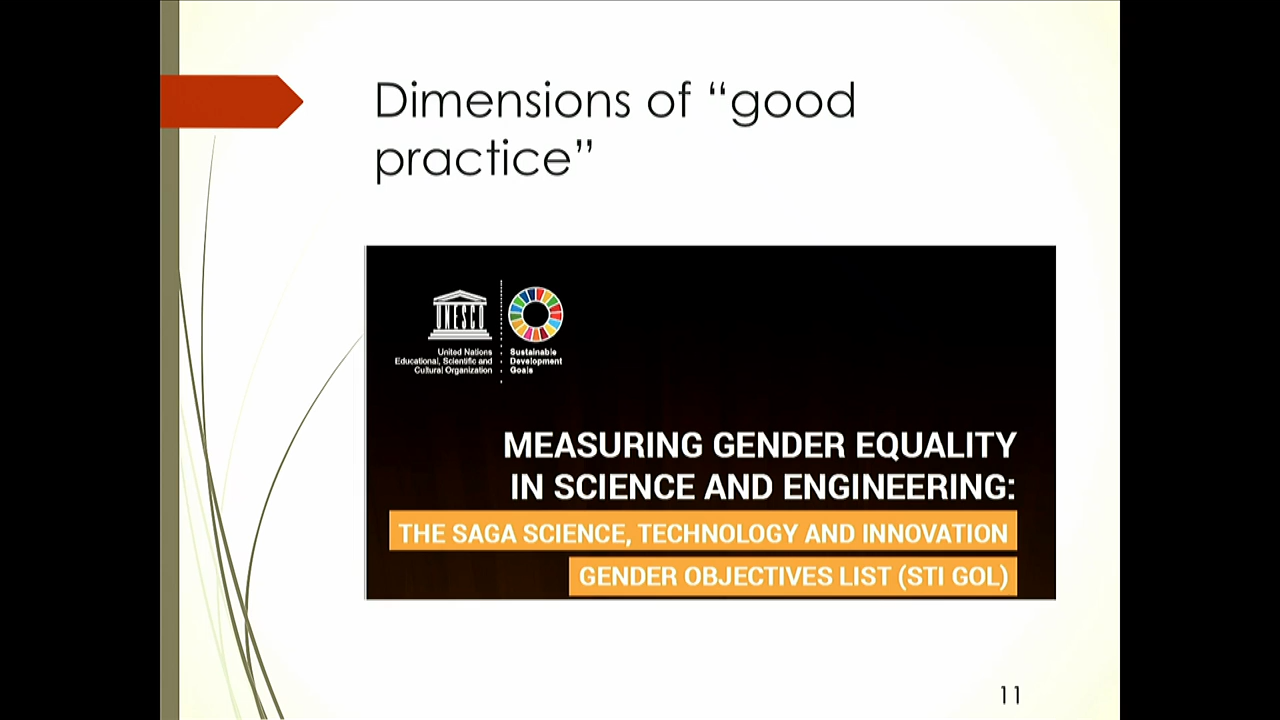 Dimensions of “good
practice”
UNESCO
United Nations
Educational, Scientific and
Cultural Organization
Sustainable
Development
Goals
MEASURING GENDER EQUALITY
IN SCIENCE AND ENGINEERING:
THE SAGA SCIENCE, TECHNOLOGY AND INNOVATION
GENDER OBJECTIVES LIST (STI GOL)
11